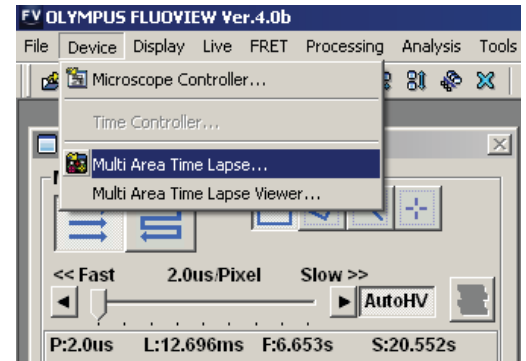 FV OLYMPUS FLUOVIEW Ver.4.0b
File Device Display Live FRET Processing Analysis Tools
Microscope Controller...
Time Controller...
Multi Area Time Lapse...
Multi Area Time Lapse Viewer...
<< Fast 2.0us/Pixel Slow >>
AutoHV
P:2.0us L:12.696ms F:6.653s S:20.552s